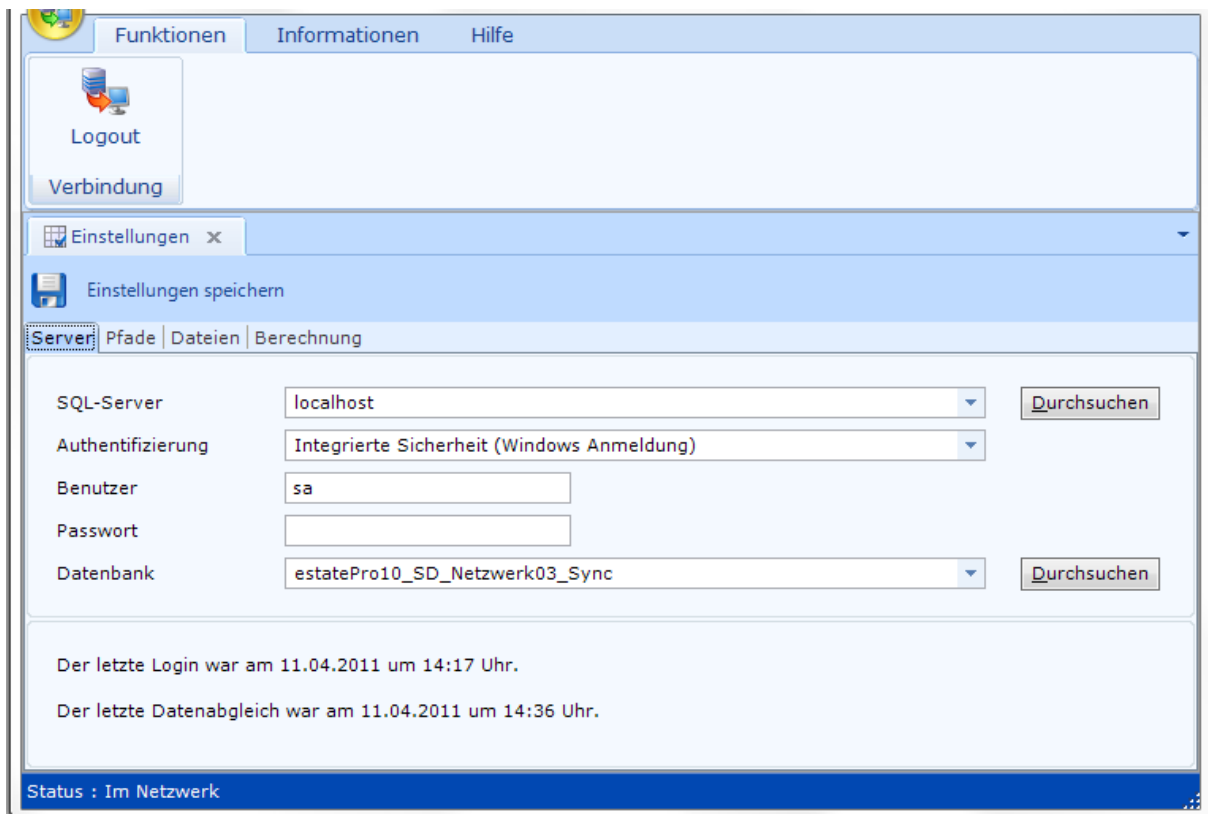 Funktionen Informationen Hilfe
Logout
Verbindung
Einstellungen x
Einstellungen speichern
Server Pfade Dateien Berechnung
SQL-Server localhost Durchsuchen
Authentifizierung Integrierte Sicherheit (Windows Anmeldung)
Benutzer sa
Passwort
Datenbank estatePro10_SD_Netzwerk03_Sync Durchsuchen
Der letzte Login war am 11.04.2011 um 14:17 Uhr.
Der letzte Datenabgleich war am 11.04.2011 um 14:36 Uhr.
Status : Im Netzwerk